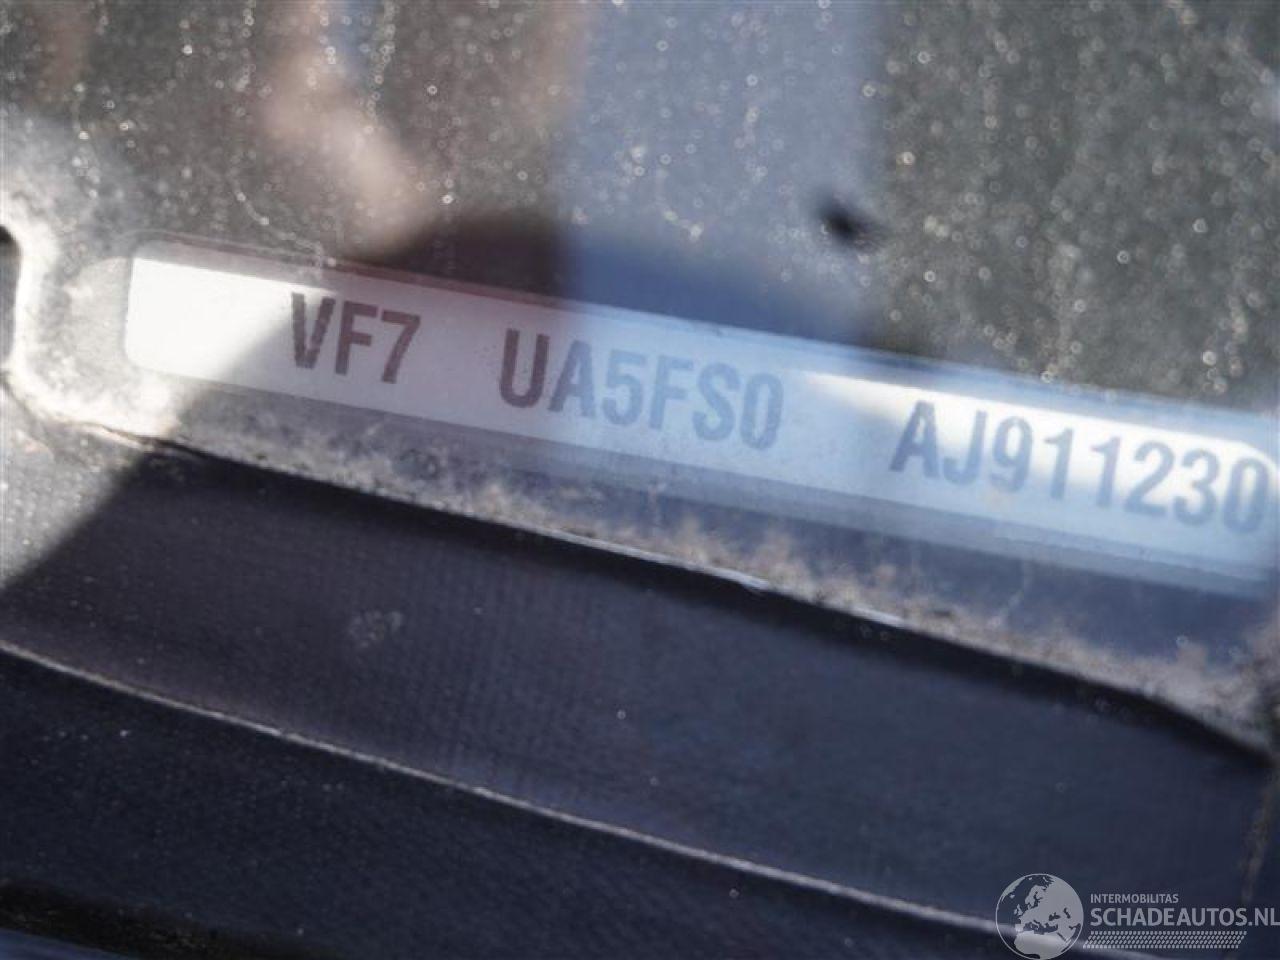 VF7 UA5FS0 AJ911230
INTERMOBILITAS
SCHADEAUTOS.NL